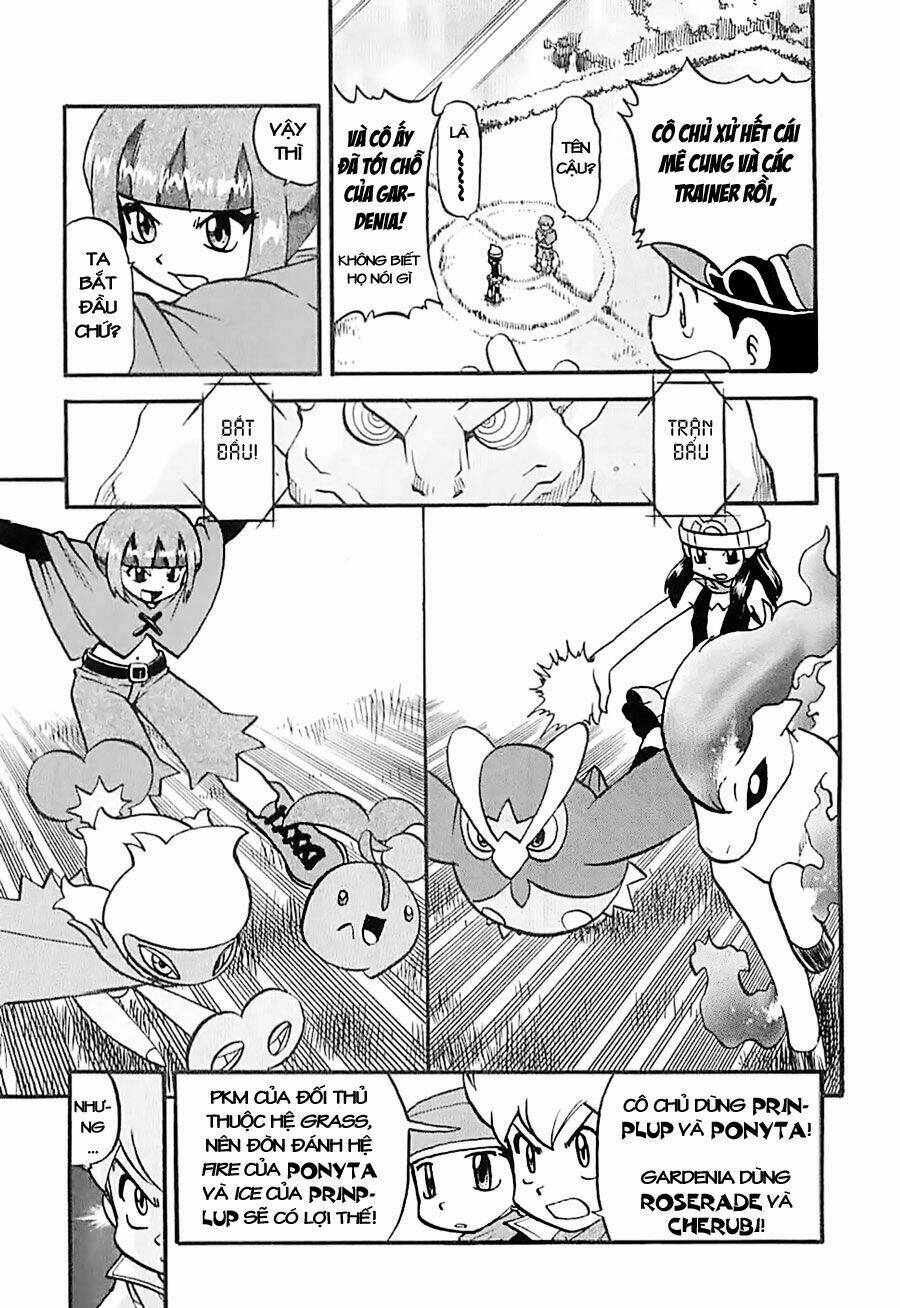 CÔ CHỦ XỬ HẾT CÁI
MÊ CUNG VÀ CÁC
TRAINER RỒI,
TÊN
CẬU?
LÀ
VÀ CÔ ẤY
ĐÃ TỚI CHỖ
CỦA GAR-
DENIA!
KHÔNG BIẾT
HỌ NÓI GÌ
VẬY
THÌ
TA
BẮT
ĐẦU
CHỨ?
TRẬN
ĐẤU
BẮT
ĐẦU!
CÔ CHỦ DÙNG PRIN-
PLUP VÀ PONYTA!
GARDENIA DÙNG
ROSERADE VÀ
CHERUBI!
PKM CỦA ĐỐI THỦ
THUỘC HỆ GRASS,
NÊN ĐÒN ĐÁNH HỆ
FIRE CỦA PONYTA
VÀ ICE CỦA PRINP-
LUP SẼ CÓ LỢI THẾ!
NHƯ-
NG
...